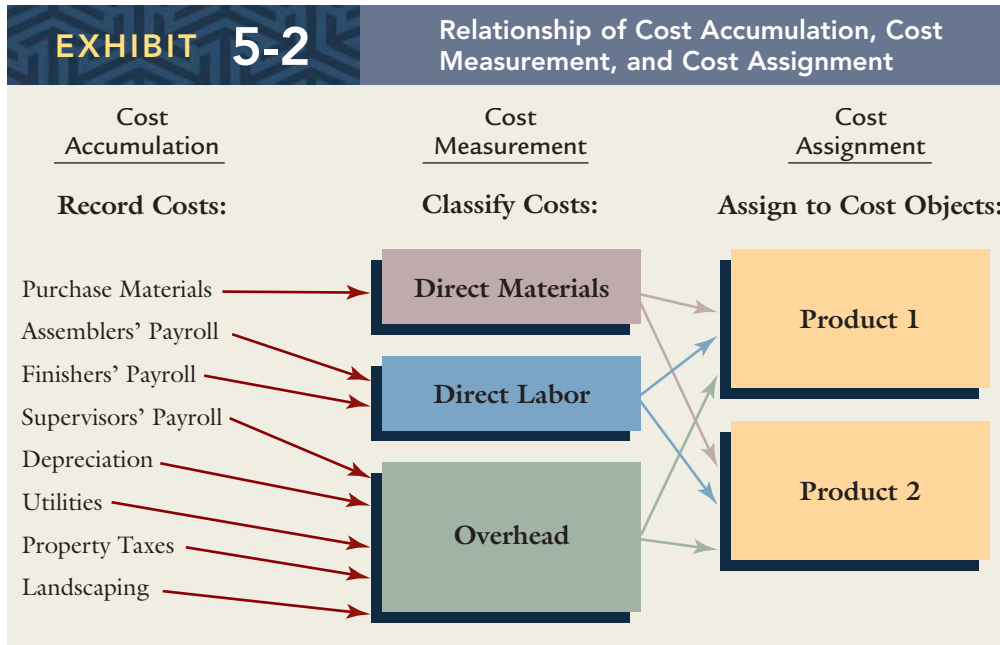 EXHIBIT 5-2
Relationship of Cost Accumulation, Cost
Measurement, and Cost Assignment
Cost
Accumulation
Record Costs:
Purchase Materials
Assemblers’ Payroll
Finishers’ Payroll
Supervisors’ Payroll
Depreciation
Utilities
Property Taxes
Landscaping
Cost
Measurement
Classify Costs:
Direct Materials
Direct Labor
Overhead
Cost
Assignment
Assign to Cost Objects:
Product 1
Product 2